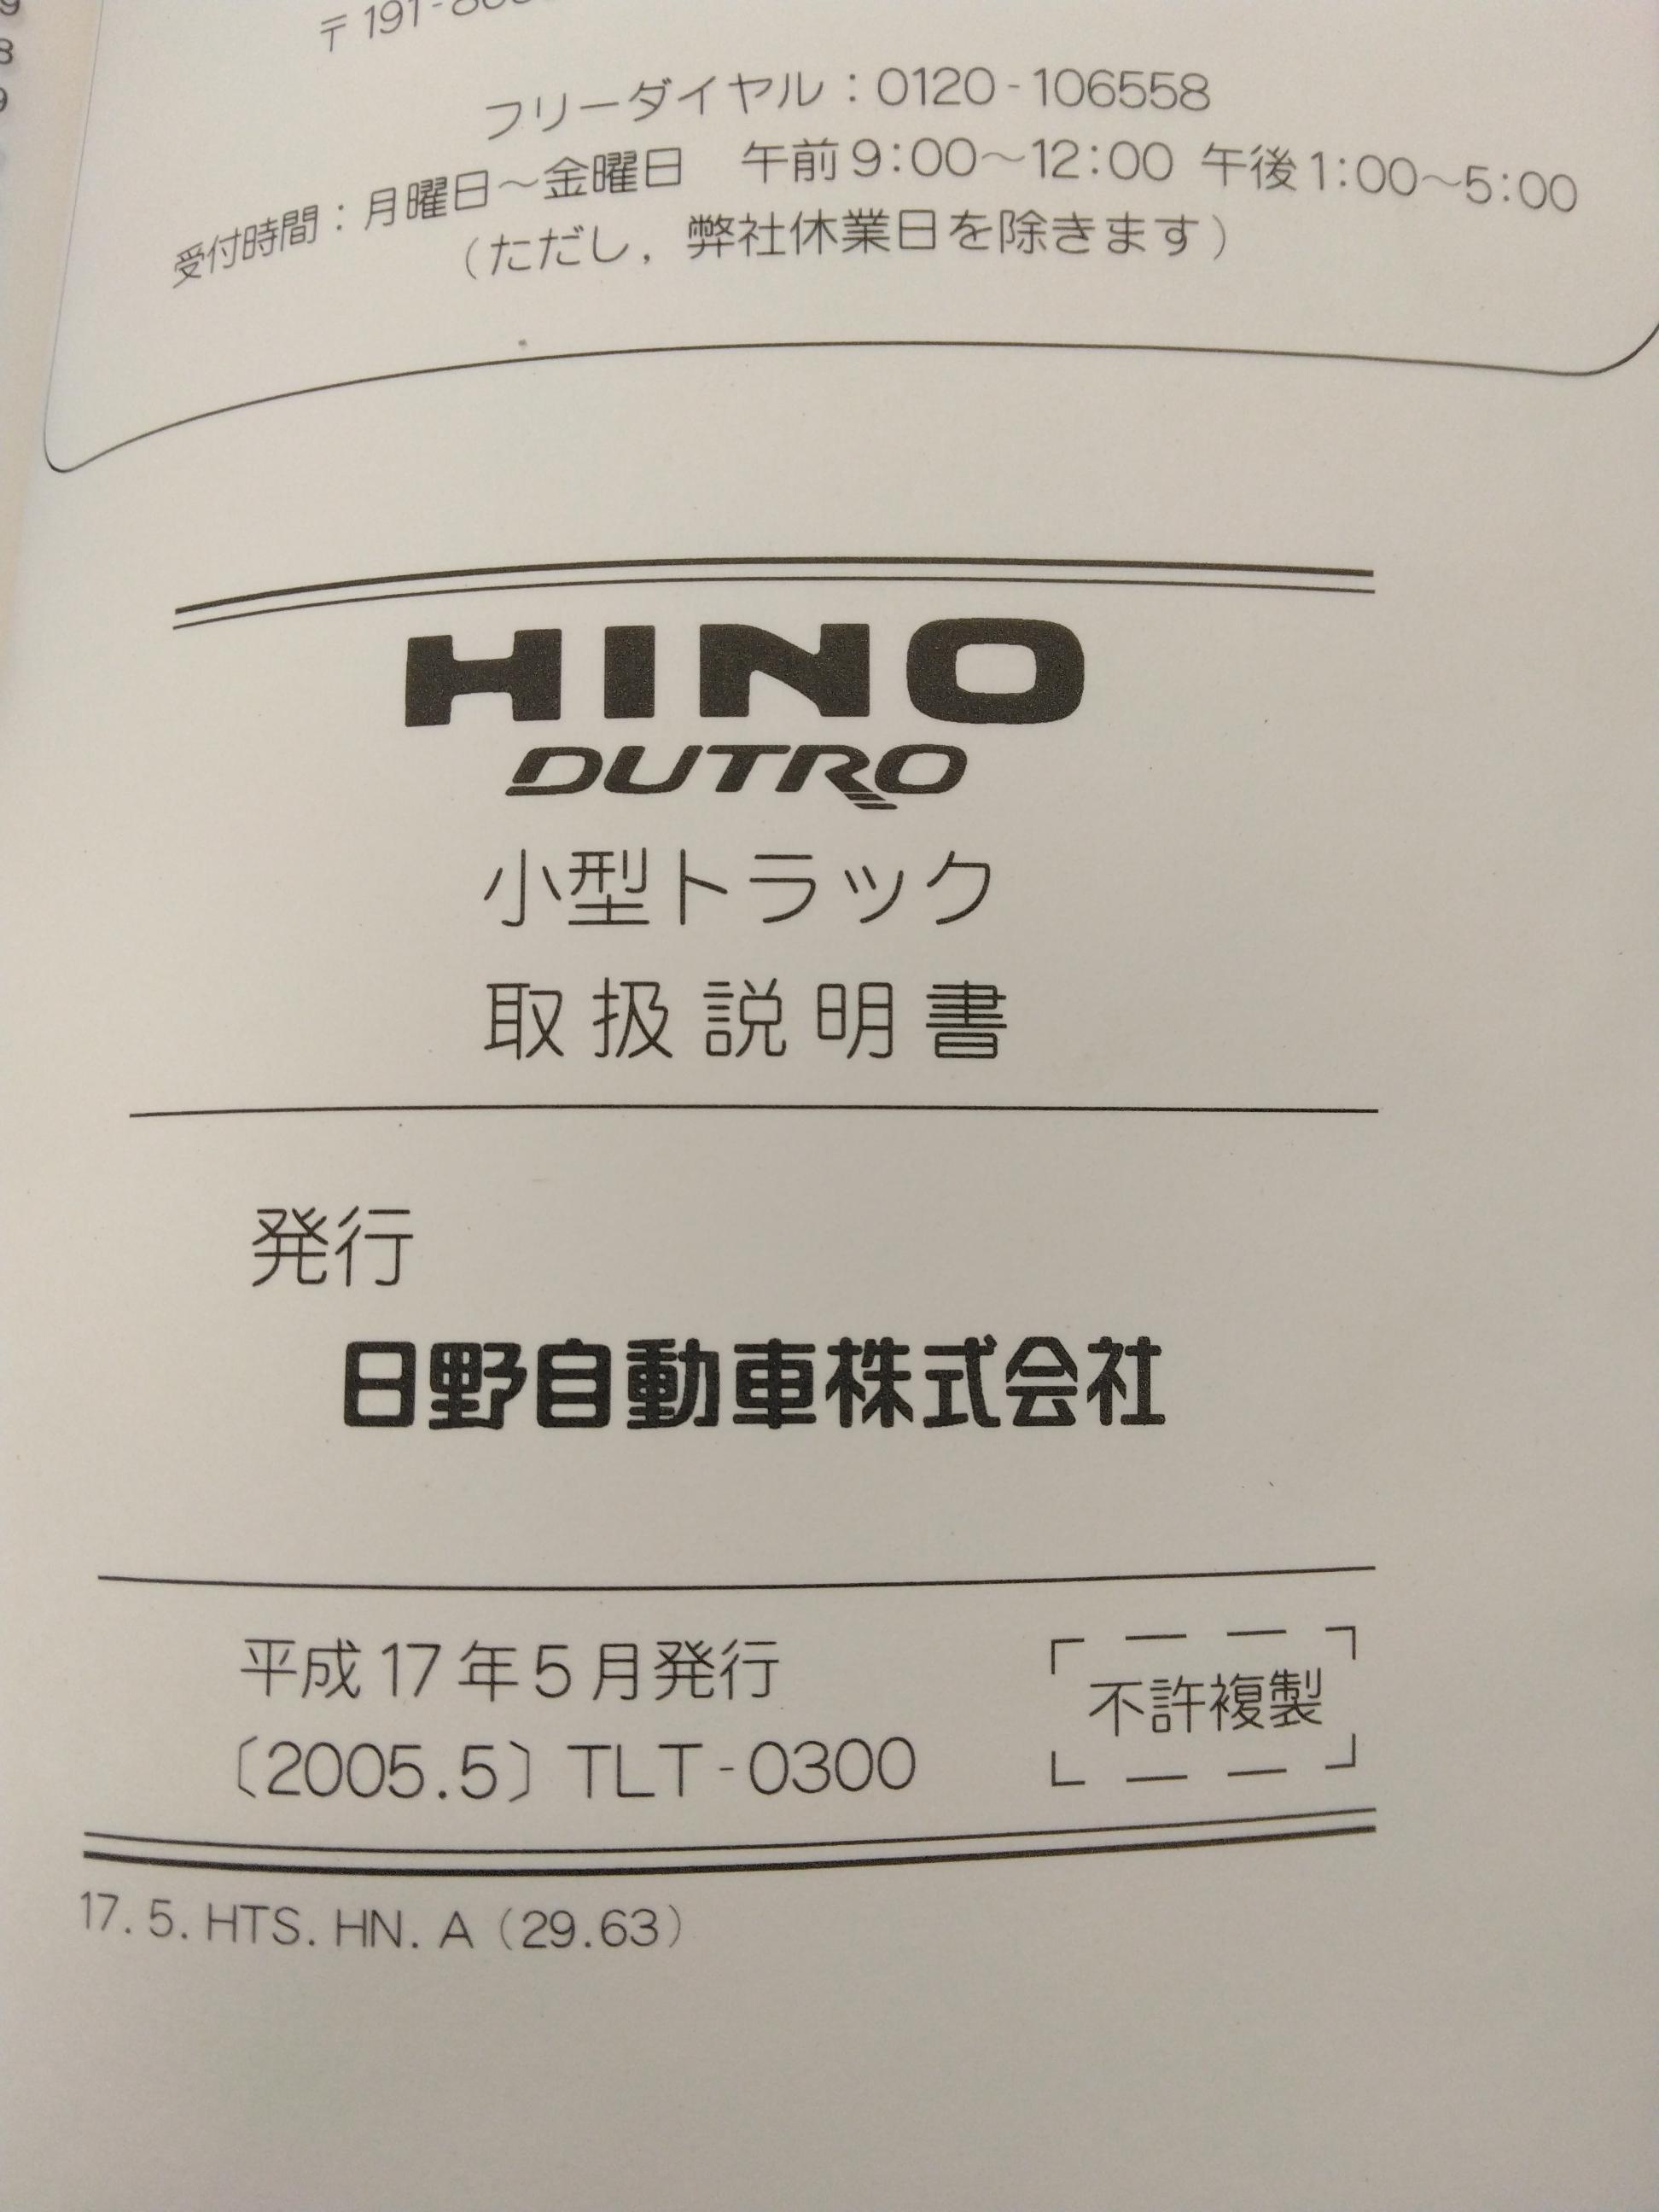 〒191-8
フリーダイヤル：0120-106558
受付時間：月曜日～金曜日　午前9:00～12:00 午後1:00～5:00
（ただし，弊社休業日を除きます）
HINO
DUTRO
小型トラック
取扱説明書
発行
日野自動車株式会社
平成17年5月発行
〔2005.5〕TLT-0300
不許複製
17.5.HTS.HN.A（29.63）